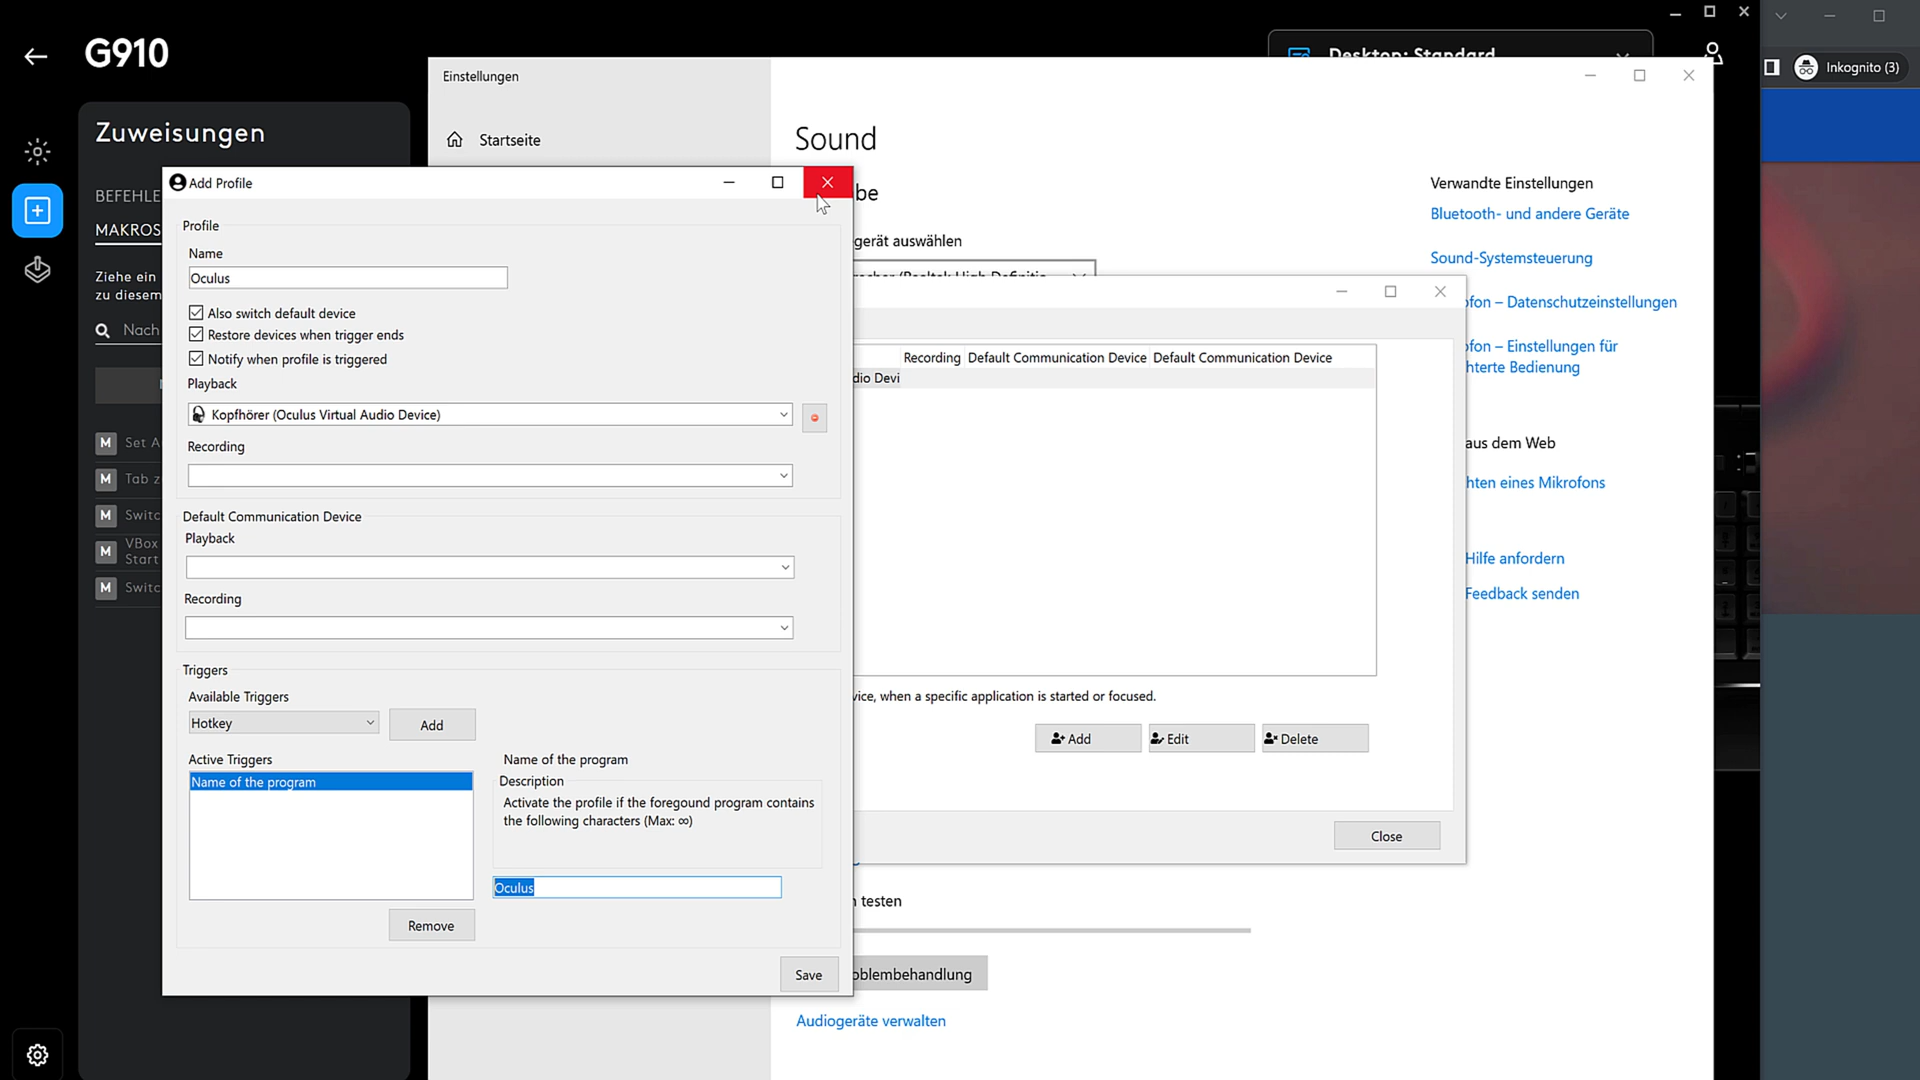 G910
Desktop: Standard
Inkognito (3)
Einstellungen
Startseite
Zuweisungen
BEFEHLE
MAKROS
Ziehe ein
zu diesem
Nach
M Set A
M Tab z
M Switc
M VBox
Start
M Switc
Add Profile
Profile
Name
Oculus
Also switch default device
Restore devices when trigger ends
Notify when profile is triggered
Playback
Kopfhörer (Oculus Virtual Audio Device)
Recording
Default Communication Device
Playback
Recording
Triggers
Available Triggers
Hotkey
Add
Active Triggers
Name of the program
Name of the program
Description
Activate the profile if the foregound program contains
the following characters (Max: ∞)
Oculus
Remove
Save
Sound
be
gerät auswählen
(Realtek High Definitio
Recording Default Communication Device Default Communication Device
dio Devi
vice, when a specific application is started or focused.
Add
Edit
Delete
Close
n testen
oblembehandlung
Audiogeräte verwalten
Verwandte Einstellungen
Bluetooth- und andere Geräte
Sound-Systemsteuerung
ofon – Datenschutzeinstellungen
ofon – Einstellungen für
hterte Bedienung
aus dem Web
hten eines Mikrofons
Hilfe anfordern
Feedback senden